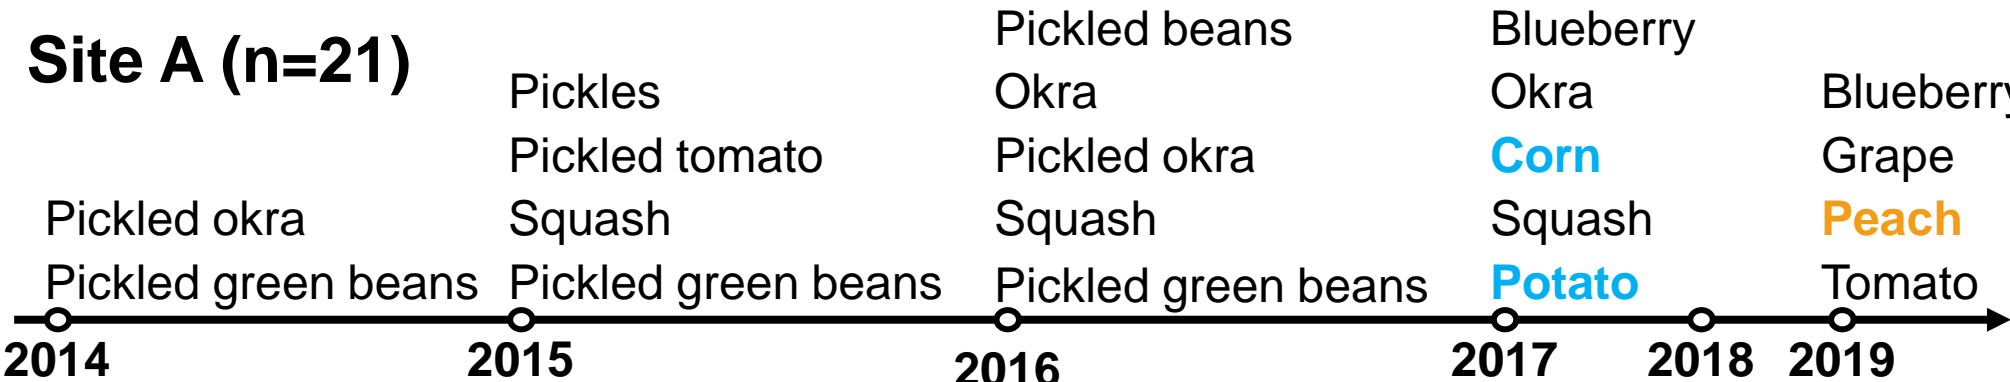 Site A (n=21)
Pickled okra
Pickled green beans
Pickles
Pickled tomato
Squash
Pickled green beans
Pickled beans
Okra
Pickled okra
Squash
Pickled green beans
Blueberry
Okra
Corn
Squash
Potato
Blueberry
Grape
Peach
Tomato
2014
2015
2016
2017
2018
2019